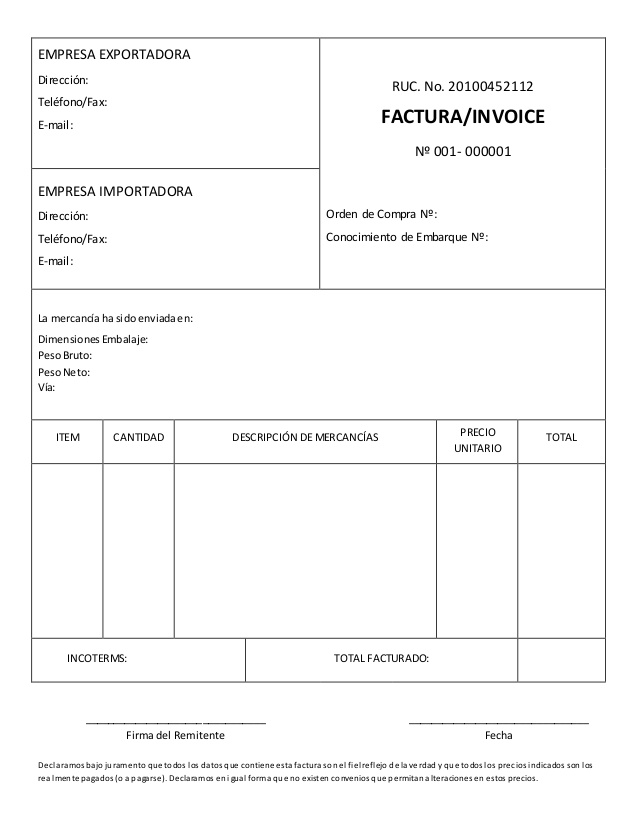 EMPRESA EXPORTADORA
Dirección:
Teléfono/Fax:
E-mail:
RUC. No. 20100452112
FACTURA/INVOICE
Nº 001- 000001
EMPRESA IMPORTADORA
Dirección:
Teléfono/Fax:
E-mail:
Orden de Compra Nº:
Conocimiento de Embarque Nº:
La mercancía ha sido enviada en:
Dimensiones Embalaje:
Peso Bruto:
Peso Neto:
Vía:
ITEM CANTIDAD DESCRIPCIÓN DE MERCANCÍAS PRECIO UNITARIO TOTAL
INCOTERMS: TOTAL FACTURADO:
Firma del Remitente Fecha
Declaramos bajo juramento que todos los datos que contiene esta factura son el fiel reflejo de la verdad y que todos los precios indicados son los
realmente pagados (o a pagarse). Declaramos en igual forma que no existen convenios que permitan alteraciones en estos precios.